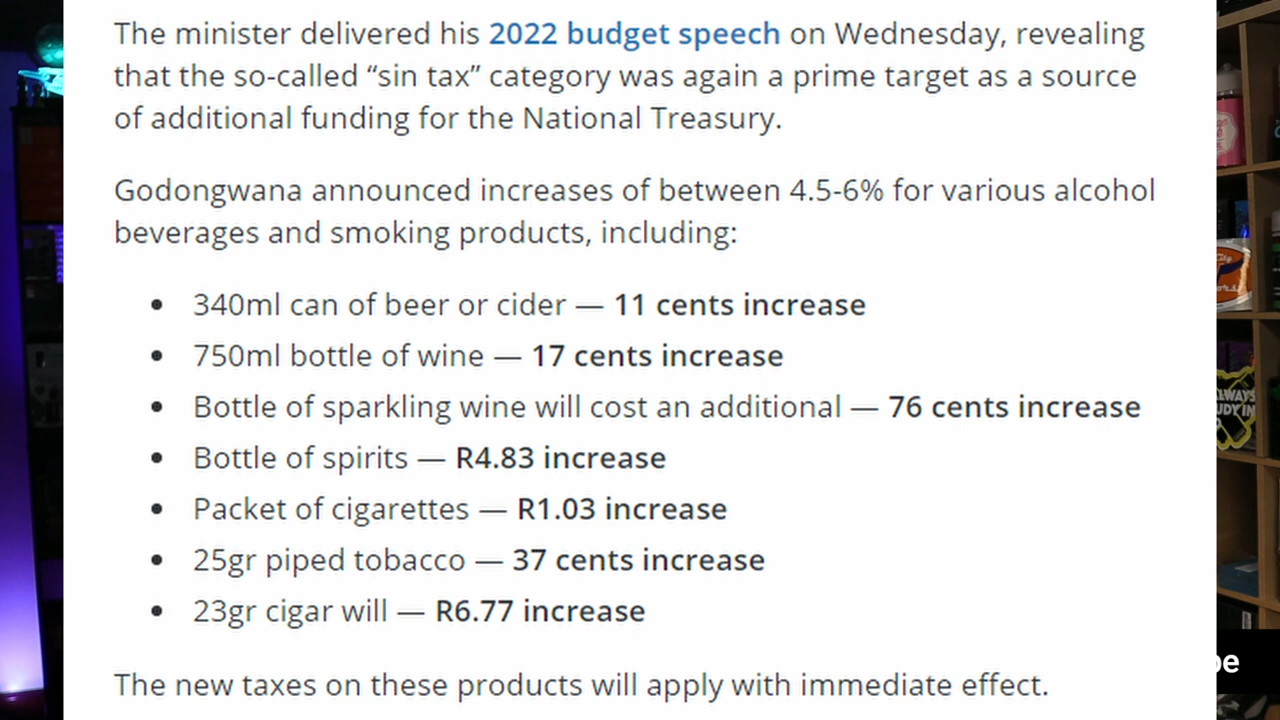 The minister delivered his 2022 budget speech on Wednesday, revealing
that the so-called “sin tax” category was again a prime target as a source
of additional funding for the National Treasury.
Godongwana announced increases of between 4.5-6% for various alcohol
beverages and smoking products, including:
• 340ml can of beer or cider — 11 cents increase
• 750ml bottle of wine — 17 cents increase
• Bottle of sparkling wine will cost an additional — 76 cents increase
• Bottle of spirits — R4.83 increase
• Packet of cigarettes — R1.03 increase
• 25gr piped tobacco — 37 cents increase
• 23gr cigar will — R6.77 increase
The new taxes on these products will apply with immediate effect.